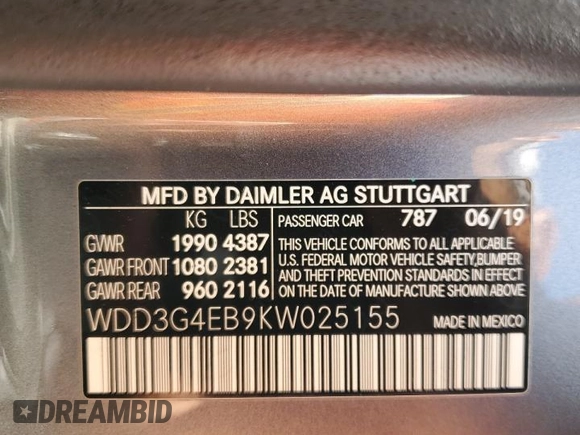 MFD BY DAIMLER AG STUTTGART
KG LBS PASSENGER CAR 787 06/19
GVWR 1990 4387 THIS VEHICLE CONFORMS TO ALL APPLICABLE
GAWR FRONT 1080 2381 U.S. FEDERAL MOTOR VEHICLE SAFETY, BUMPER
GAWR REAR 960 2116 AND THEFT PREVENTION STANDARDS IN EFFECT
ON THE DATE OF MANUFACTURE SHOWN ABOVE.
WDD3G4EB9KW025155 MADE IN MEXICO
DREAMBID